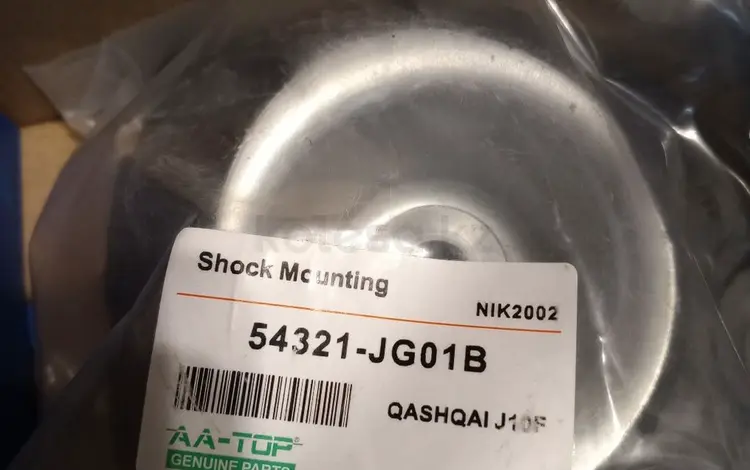 Shock Mounting
NIK2002
54321-JG01B
QASHQAI J10F
AA-TOP®
GENUINE PARTS